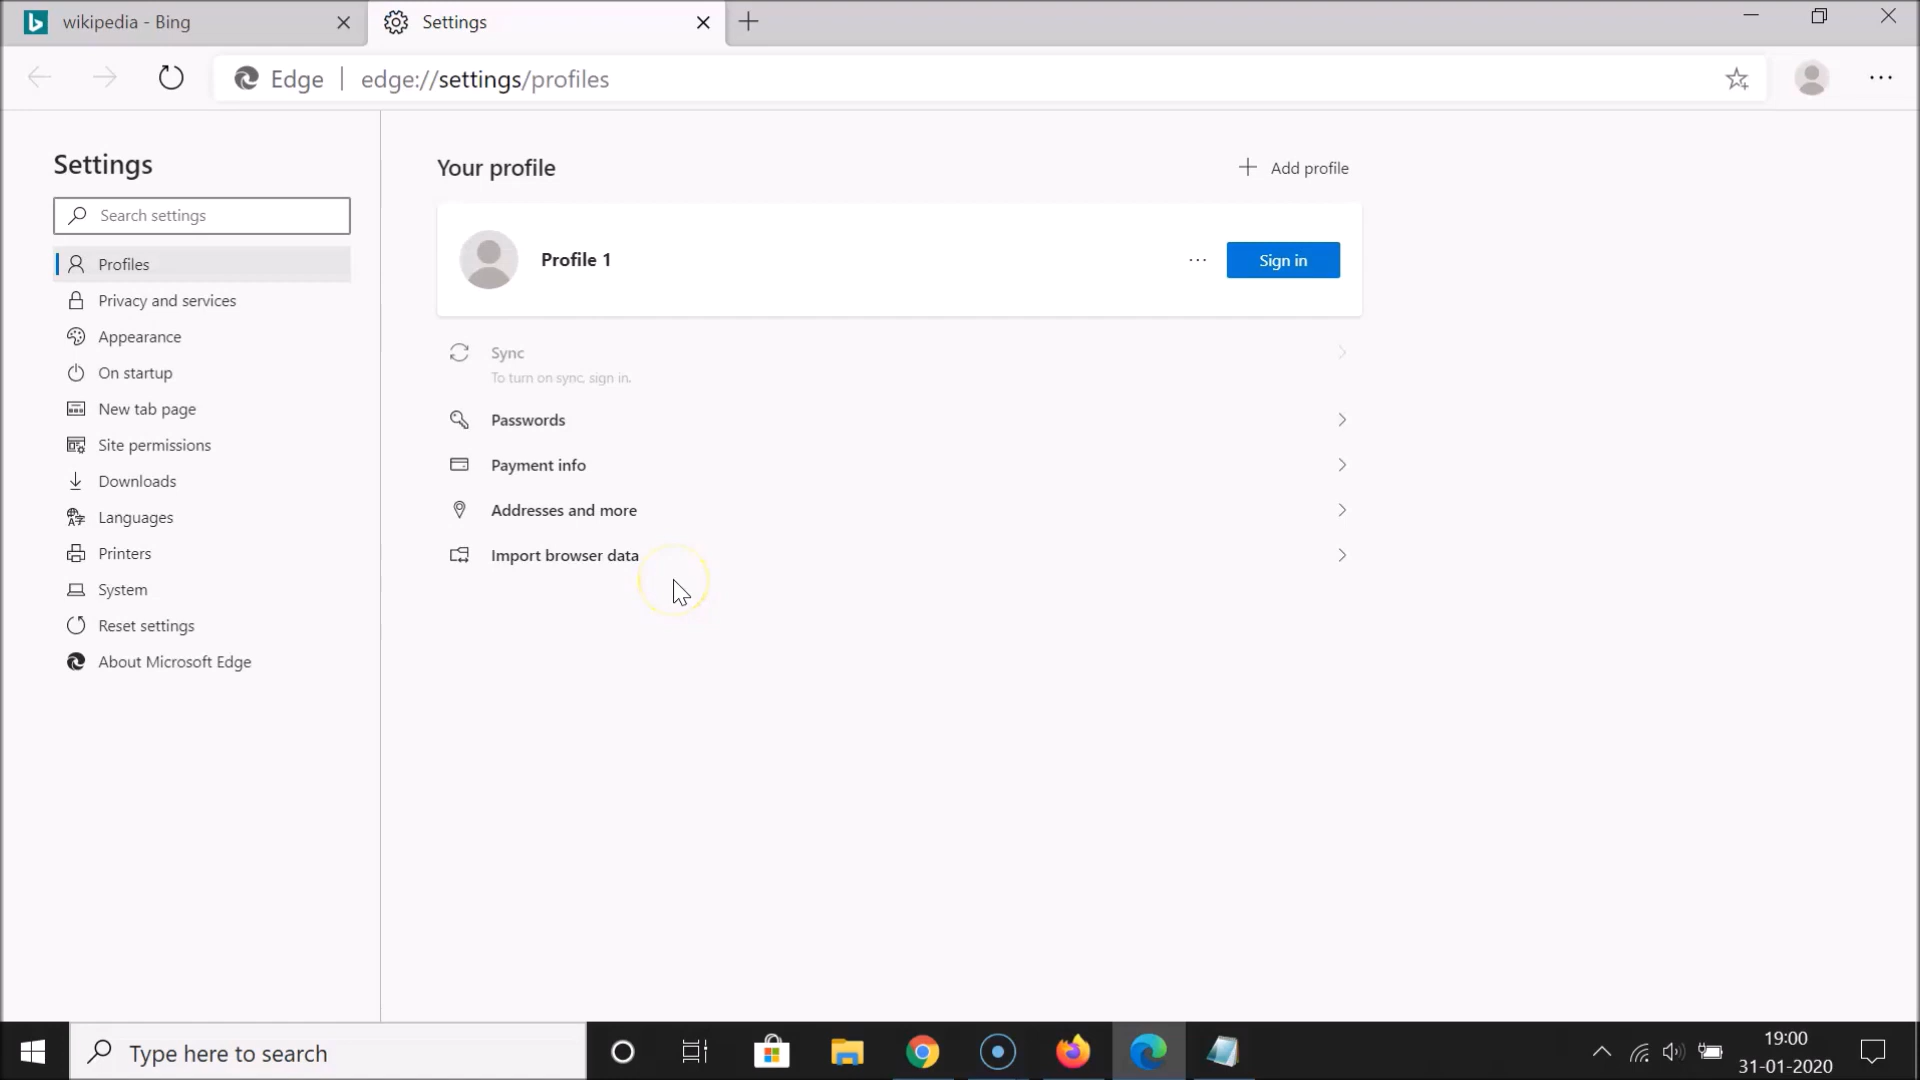 wikipedia - Bing
Settings
Edge | edge://settings/profiles
Settings
Search settings
Profiles
Privacy and services
Appearance
On startup
New tab page
Site permissions
Downloads
Languages
Printers
System
Reset settings
About Microsoft Edge
Your profile
Add profile
Profile 1
Sign in
Sync
To turn on sync, sign in.
Passwords
Payment info
Addresses and more
Import browser data
Type here to search
19:00
31-01-2020